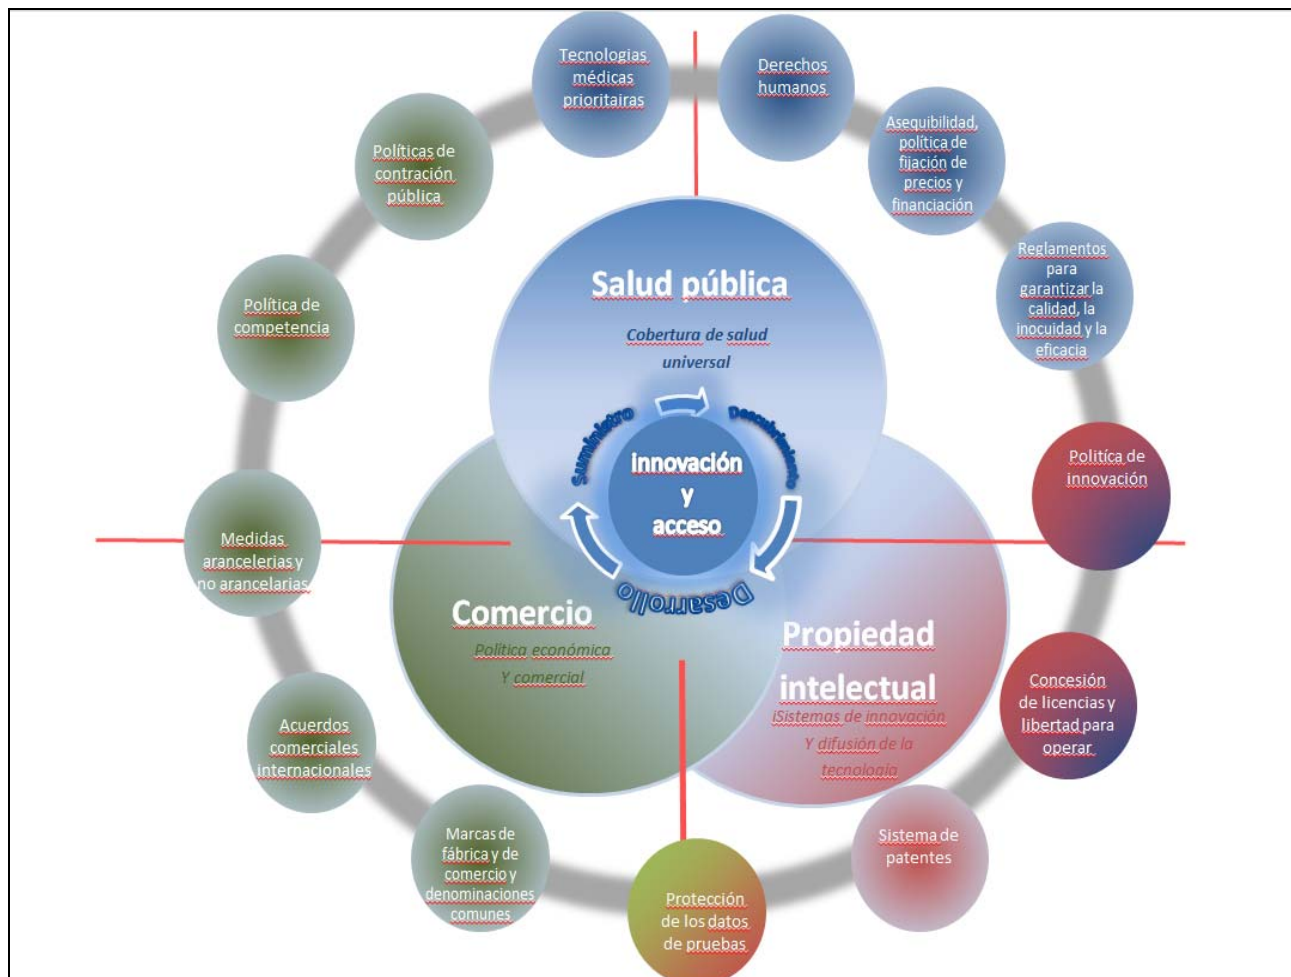 Tecnologias
médicas
prioritairas
Derechos
humanos
Asequibilidad,
política de
fijación de
precios y
financiación
Reglamentos
para
garantizar la
calidad, la
inocuidad y la
eficacia
Politíca de
innovación
Concesión
de licencias y
libertad para
operar
Sistema de
patentes
Protección
de los datos
de pruebas
Marcas de
fábrica y de
comercio y
denominaciones
comunes
Acuerdos
comerciales
internacionales
Medidas
arancelerias y
no arancelarias
Política de
competencia
Políticas de
contración
pública
Salud pública
Cobertura de salud
universal
Suministro
Descubrimiento
innovación
y
acceso
Desarrollo
Comercio
Política económica
Y comercial
Propiedad
intelectual
iSistemas de innovación
Y difusión de la
tecnología